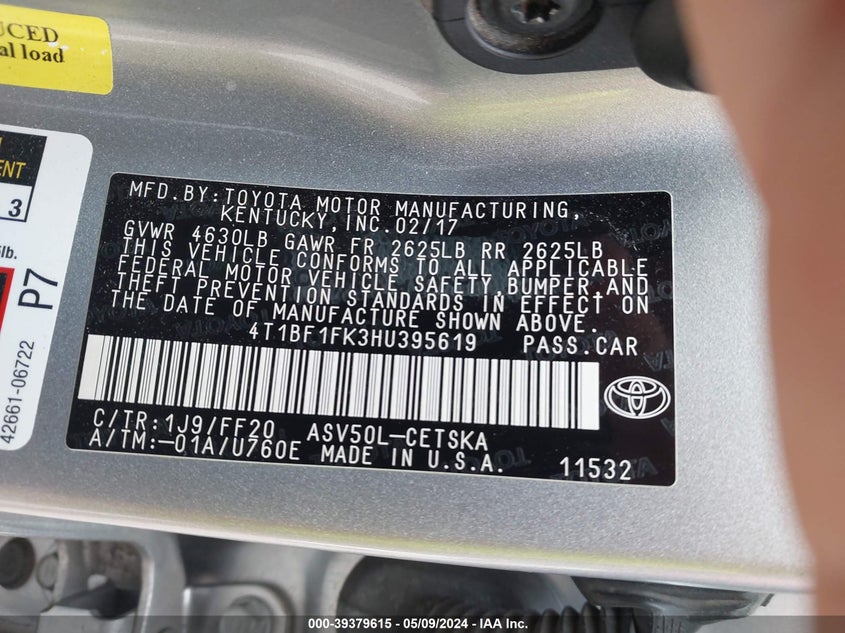 UCED
al load
ENT
3
lb.
P7
42661-06722
MFD.BY:TOYOTA MOTOR MANUFACTURING,
KENTUCKY,INC.02/17
GVWR 4630LB GAWR FR 2625LB RR 2625LB
THIS VEHICLE CONFORMS TO ALL APPLICABLE
FEDERAL MOTOR VEHICLE SAFETY,BUMPER,AND
THEFT PREVENTION STANDARDS IN EFFECT ON
THE DATE OF MANUFACTURE SHOWN ABOVE.
4T1BF1FK3HU395619 PASS.CAR
C/TR:1J9/FF20 ASV50L-CETSKA
A/TM:-01A/U760E MADE IN U.S.A. 11532
000-39379615 - 05/09/2024 - IAA Inc.